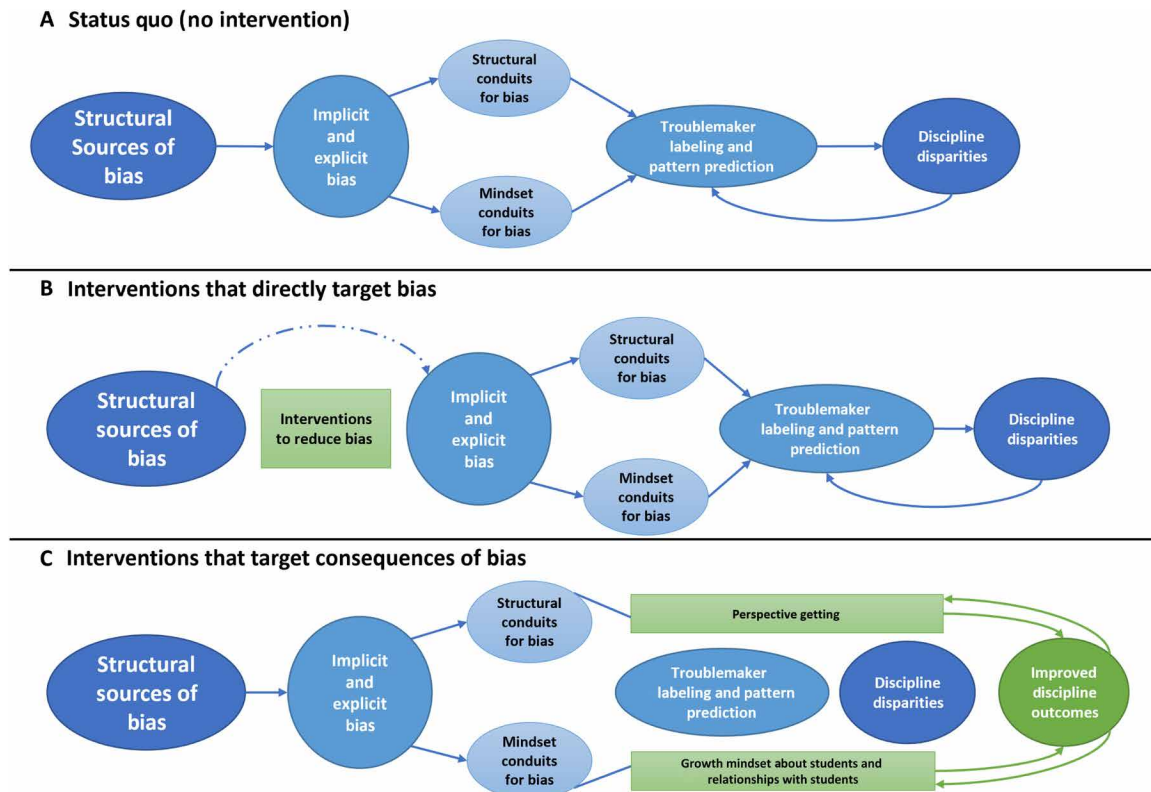 A Status quo (no intervention)
Structural
Sources of
bias
Implicit
and
explicit
bias
Structural
conduits
for bias
Mindset
conduits
for bias
Troublemaker
labeling and
pattern prediction
Discipline
disparities
B Interventions that directly target bias
Structural
sources of
bias
Interventions
to reduce bias
Implicit
and
explicit
bias
Structural
conduits
for bias
Mindset
conduits
for bias
Troublemaker
labeling and pattern
prediction
Discipline
disparities
C Interventions that target consequences of bias
Structural
sources of
bias
Implicit
and
explicit
bias
Structural
conduits
for bias
Mindset
conduits
for bias
Perspective getting
Troublemaker
labeling and pattern
prediction
Discipline
disparities
Improved
discipline
outcomes
Growth mindset about students and
relationships with students